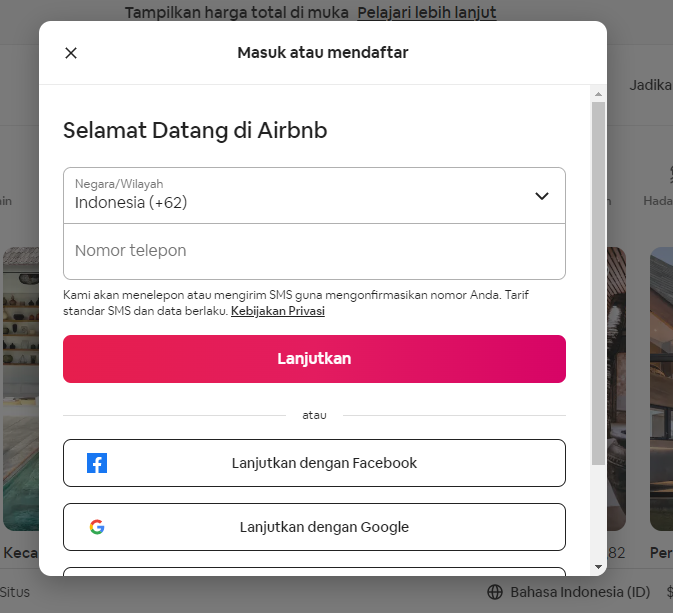 Tampilkan harga total di muka Pelajari lebih lanjut
Masuk atau mendaftar
Jadika
Selamat Datang di Airbnb
Negara/Wilayah
Indonesia (+62)
in
n
Hada
Nomor telepon
Kami akan menelepon atau mengirim SMS guna mengonfirmasikan nomor Anda. Tarif
standar SMS dan data berlaku. Kebijakan Privasi
Lanjutkan
atau
Lanjutkan dengan Facebook
Lanjutkan dengan Google
Keca
82
Per
Situs
Bahasa Indonesia (ID)
$